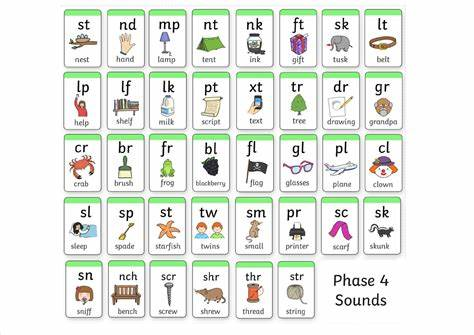 st nd mp nt nk ft sk lt
nest hand lamp tent ink gift tusk belt
lp lf lk pt xt tr dr gr
help shelf milk script text tree drawing grandpa
cr br fr bl fl gl pl cl
crab brush frog blackberry flag glasses plane clown
sl sp st tw sm pr sc sk
sleep spade starfish twins small printer scarf skunk
sn nch scr shr thr str
sniff bench screw shrew thread string
Phase 4
Sounds